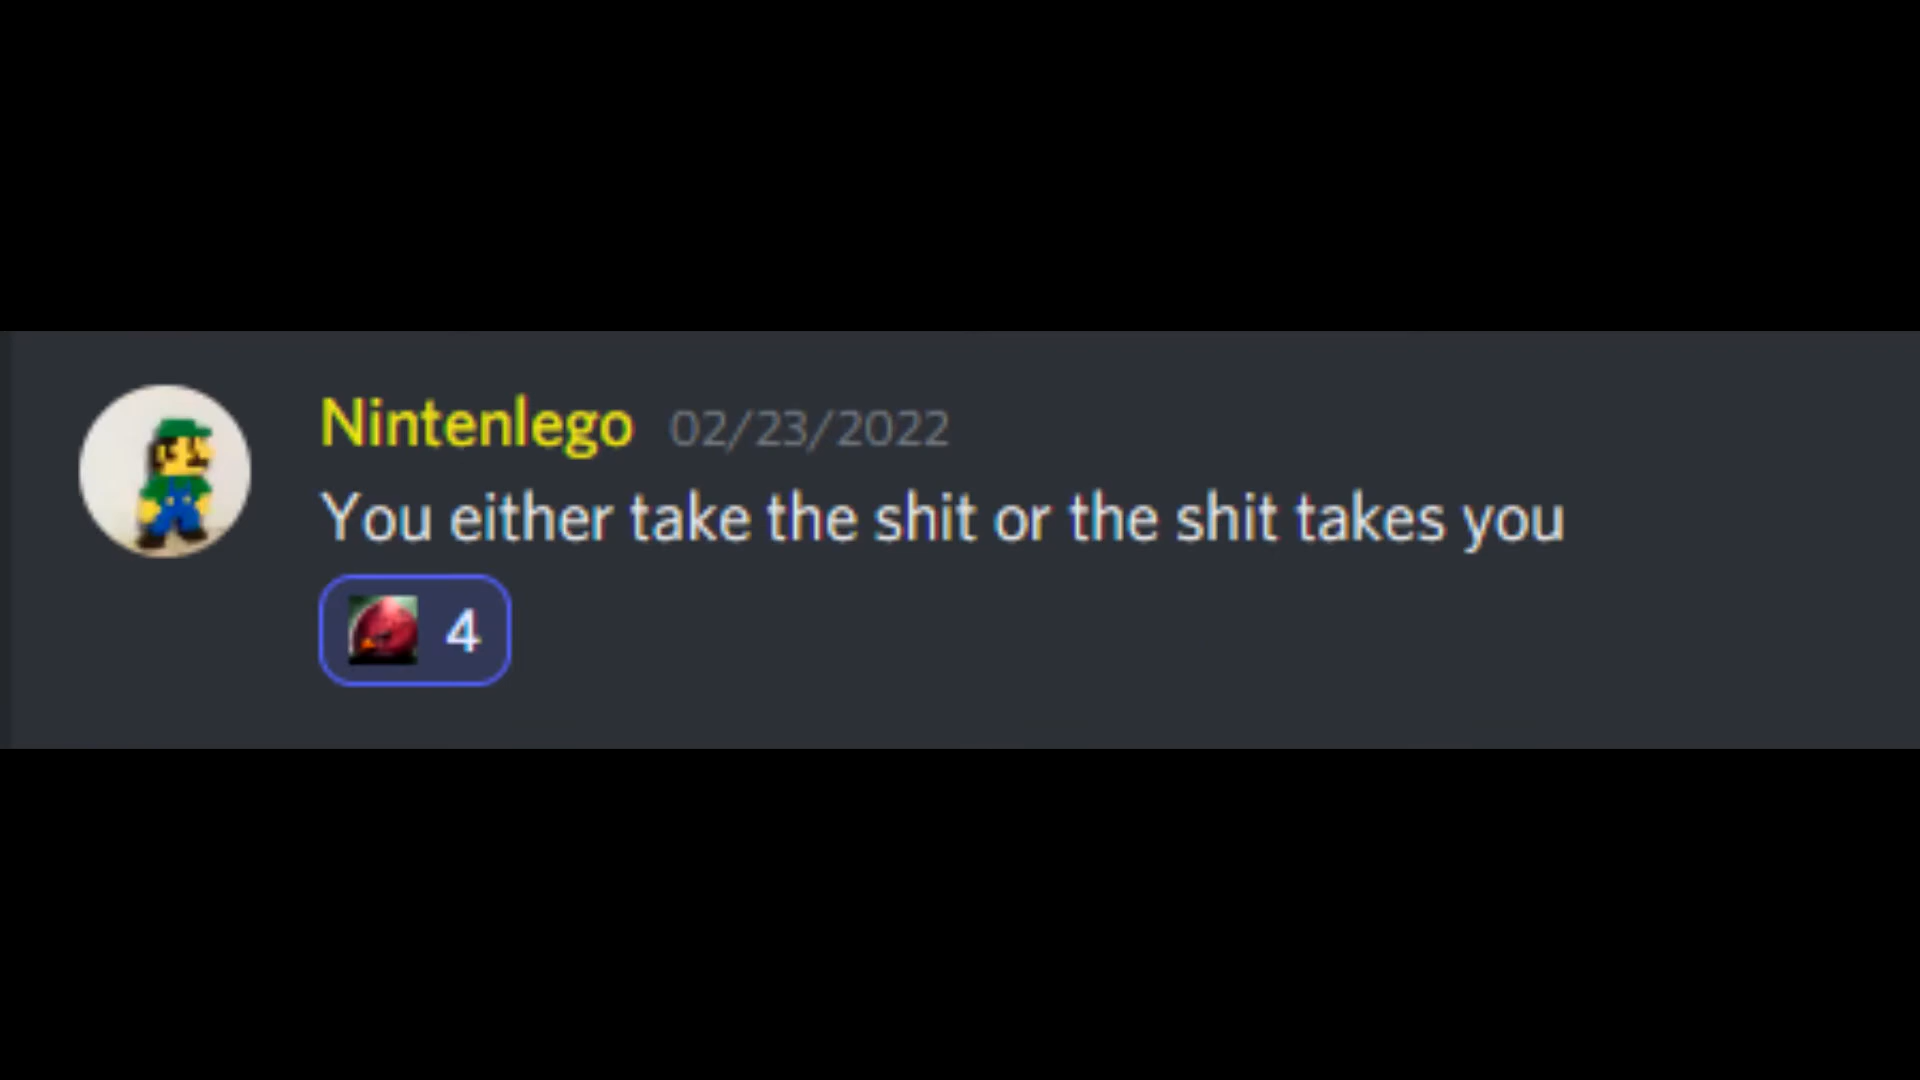 Nintenlego 02/23/2022
You either take the shit or the shit takes you
4